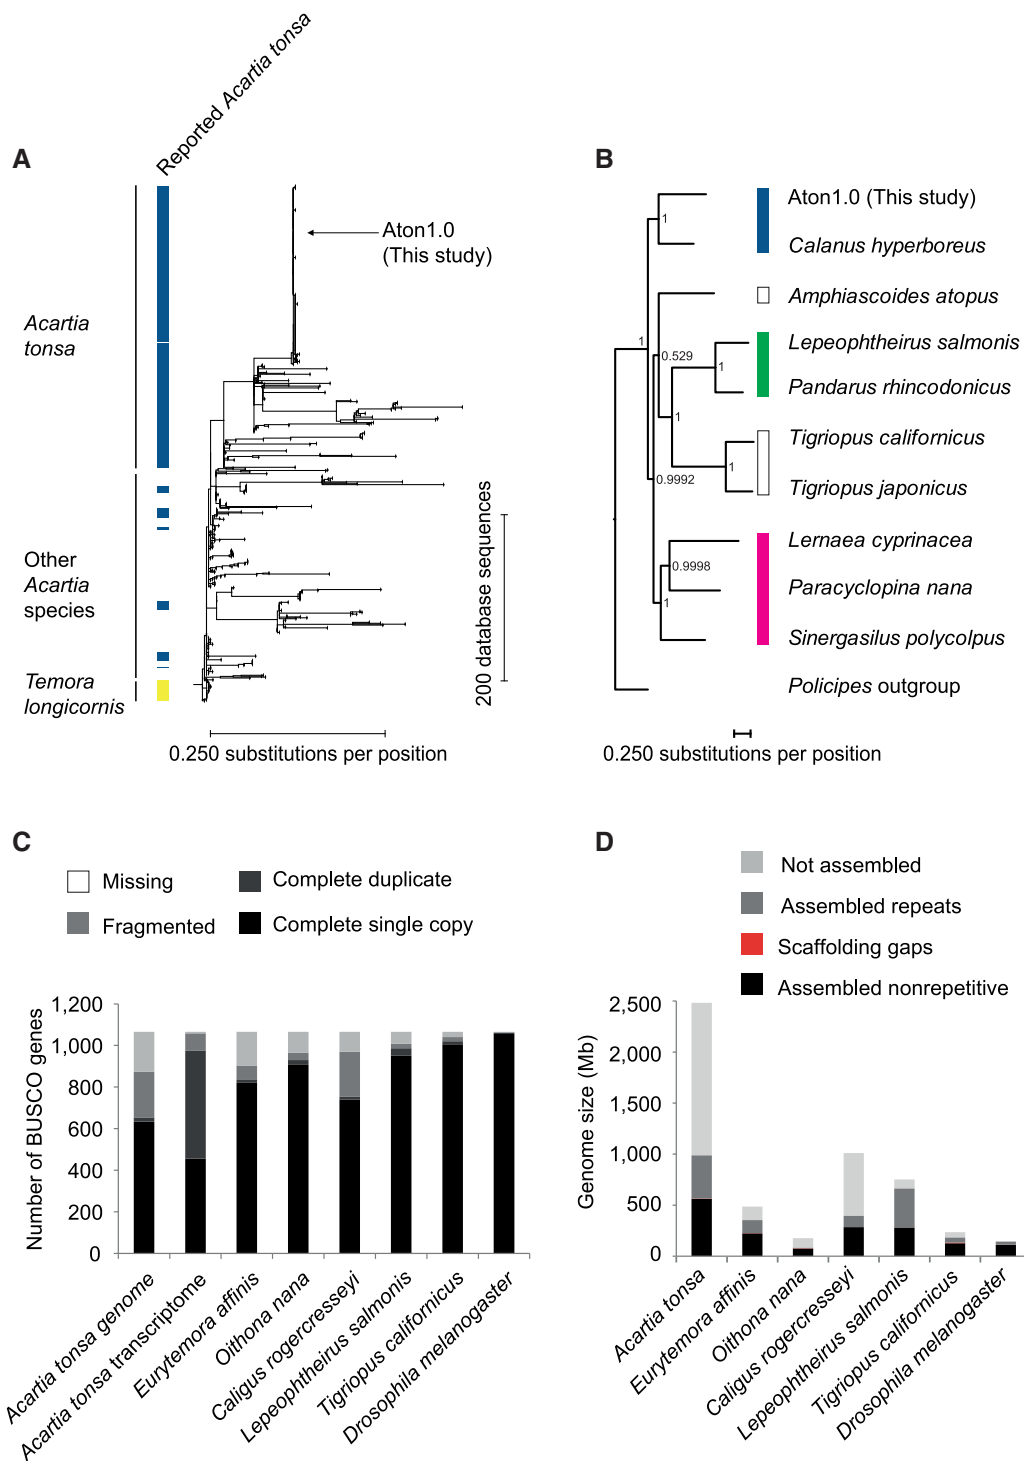 A
Reported Acartia tonsa
Acartia
tonsa
Aton1.0
(This study)
Other
Acartia
species
Temora
longicornis
200 database sequences
0.250 substitutions per position
B
Aton1.0 (This study)
Calanus hyperboreus
Amphiascoides atopus
Lepeophtheirus salmonis
Pandarus rhincodonicus
Tigriopus californicus
Tigriopus japonicus
Lernaea cyprinacea
Paracyclopina nana
Sinergasilus polycolpus
Policipes outgroup
1
1
0.529
1
1
1
0.9992
0.9998
1
0.250 substitutions per position
C
Missing
Complete duplicate
Fragmented
Complete single copy
Number of BUSCO genes
1,200
1,000
800
600
400
200
0
Acartia tonsa genome
Acartia tonsa transcriptome
Eurytemora affinis
Oithona nana
Caligus rogercresseyi
Lepeophtheirus salmonis
Tigriopus californicus
Drosophila melanogaster
D
Not assembled
Assembled repeats
Scaffolding gaps
Assembled nonrepetitive
Genome size (Mb)
2,500
2,000
1,500
1,000
500
0
Acartia tonsa
Eurytemora affinis
Oithona nana
Caligus rogercresseyi
Lepeophtheirus salmonis
Tigriopus californicus
Drosophila melanogaster